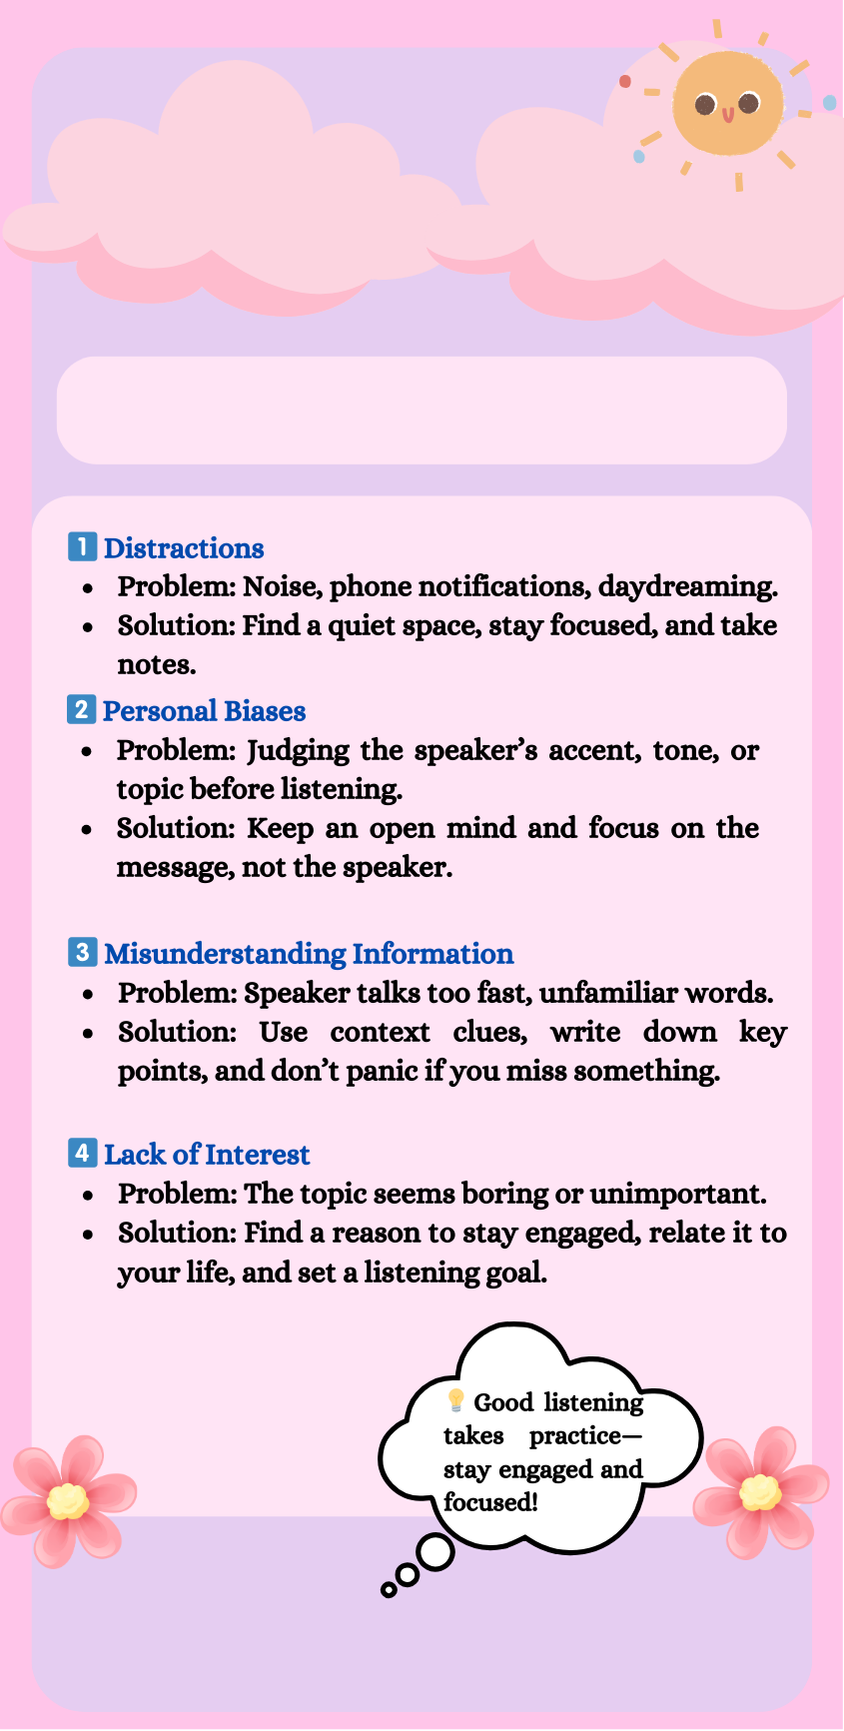 1️⃣ Distractions
• Problem: Noise, phone notifications, daydreaming.
• Solution: Find a quiet space, stay focused, and take
notes.
2️⃣ Personal Biases
• Problem: Judging the speaker’s accent, tone, or
topic before listening.
• Solution: Keep an open mind and focus on the
message, not the speaker.
3️⃣ Misunderstanding Information
• Problem: Speaker talks too fast, unfamiliar words.
• Solution: Use context clues, write down key
points, and don’t panic if you miss something.
4️⃣ Lack of Interest
• Problem: The topic seems boring or unimportant.
• Solution: Find a reason to stay engaged, relate it to
your life, and set a listening goal.
💡 Good listening
takes practice—
stay engaged and
focused!